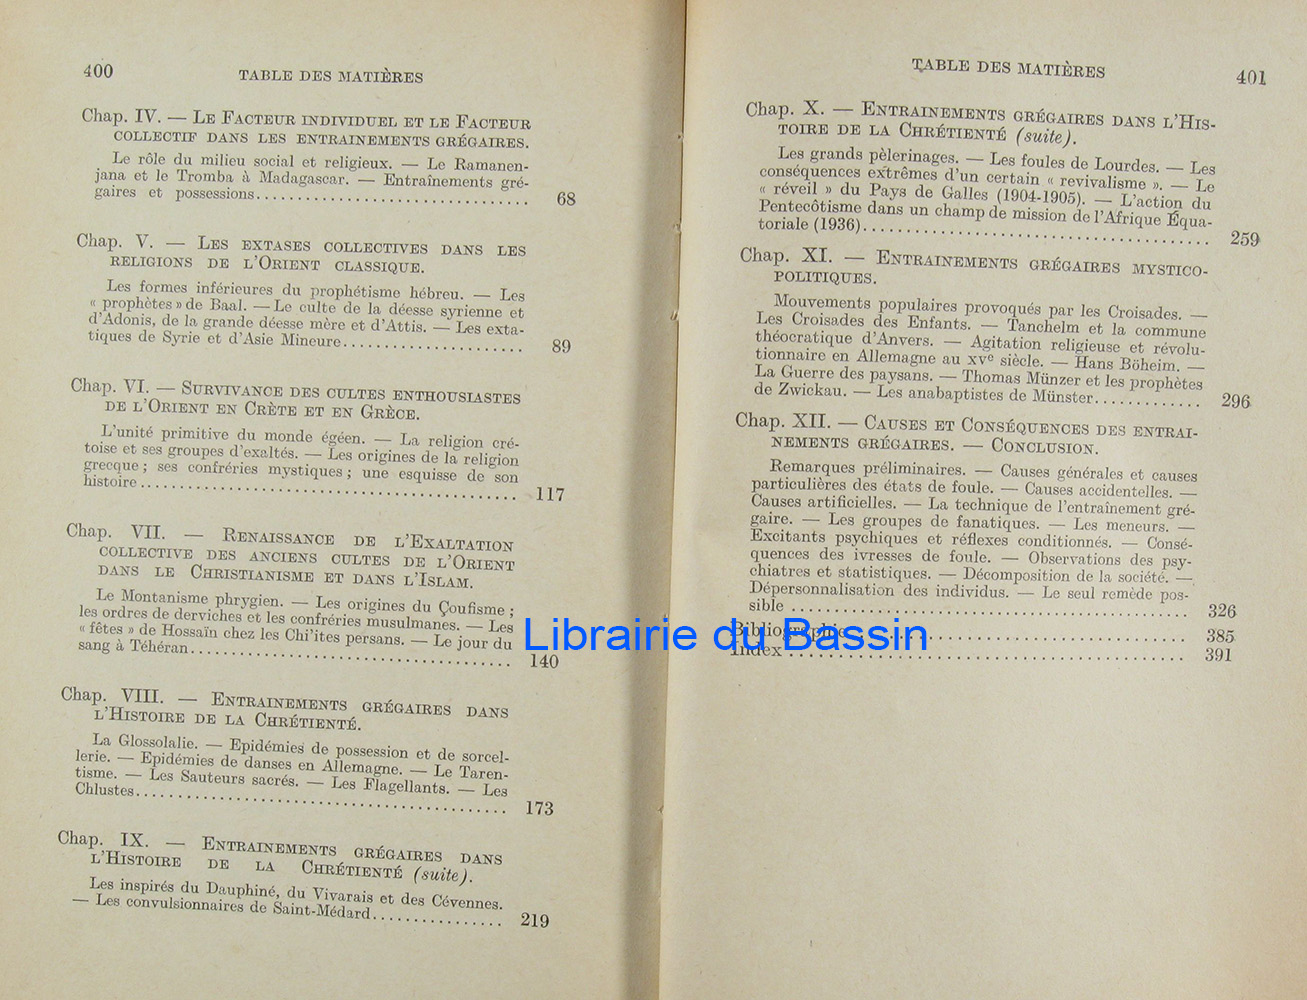 400
TABLE DES MATIÈRES
Chap. IV. — Le Facteur individuel et le Facteur
collectif dans les entrainements grégaires.
Le rôle du milieu social et religieux. — Le Ramanen-
jana et le Tromba à Madagascar. — Entraînements gré-
gaires et possessions................................ 68
Chap. V. — Les extases collectives dans les
religions de l'Orient classique.
Les formes inférieures du prophétisme hébreu. — Les
« prophètes » de Baal. — Le culte de la déesse syrienne et
d'Adonis, de la grande déesse mère et d'Attis. — Les exta-
tiques de Syrie et d'Asie Mineure...................... 89
Chap. VI. — Survivance des cultes enthousiastes
de l'Orient en Crète et en Grèce.
L'unité primitive du monde égéen. — La religion cré-
toise et ses groupes d'exaltés. — Les origines de la religion
grecque ; ses confréries mystiques ; une esquisse de son
histoire............................................. 117
Chap. VII. — Renaissance de l'Exaltation
collective des anciens cultes de l'Orient
dans le Christianisme et dans l'Islam.
Le Montanisme phrygien. — Les origines du Çoufisme ;
les ordres de derviches et les confréries musulmanes. — Les
« fêtes » de Hossaïn chez les Chi'ites persans. — Le jour du
sang à Téhéran....................................... 140
Chap. VIII. — Entrainements grégaires dans
l'Histoire de la Chrétienté.
La Glossolalie. — Epidémies de possession et de sorcel-
lerie. — Epidémies de danses en Allemagne. — Le Taren-
tisme. — Les Sauteurs sacrés. — Les Flagellants. — Les
Chlustes............................................. 173
Chap. IX. — Entrainements grégaires dans
l'Histoire de la Chrétienté (suite).
Les inspirés du Dauphiné, du Vivarais et des Cévennes.
— Les convulsionnaires de Saint-Médard................ 219
TABLE DES MATIÈRES
401
Chap. X. — Entrainements grégaires dans l'His-
toire de la Chrétienté (suite).
Les grands pèlerinages. — Les foules de Lourdes. — Les
conséquences extrêmes d'un certain « revivalisme ». — Le
« réveil » du Pays de Galles (1904-1905). — L'action du
Pentecôtisme dans un champ de mission de l'Afrique Équa-
toriale (1936)....................................... 259
Chap. XI. — Entrainements grégaires mystico-
politiques.
Mouvements populaires provoqués par les Croisades. —
Les Croisades des Enfants. — Tanchelm et la commune
théocratique d'Anvers. — Agitation religieuse et révolu-
tionnaire en Allemagne au xve siècle. — Hans Böheim. —
La Guerre des paysans. — Thomas Münzer et les prophètes
de Zwickau. — Les anabaptistes de Münster............. 296
Chap. XII. — Causes et Conséquences des entrai-
nements grégaires. — Conclusion.
Remarques préliminaires. — Causes générales et causes
particulières des états de foule. — Causes accidentelles. —
Causes artificielles. — La technique de l'entraînement gré-
gaire. — Les groupes de fanatiques. — Les meneurs. —
Excitants psychiques et réflexes conditionnés. — Consé-
quences des ivresses de foule. — Observations des psy-
chiatres et statistiques. — Décomposition de la société. —
Dépersonnalisation des individus. — Le seul remède pos-
sible................................................ 326
Bibliographie........................................ 385
Index................................................ 391
Librairie du Bassin